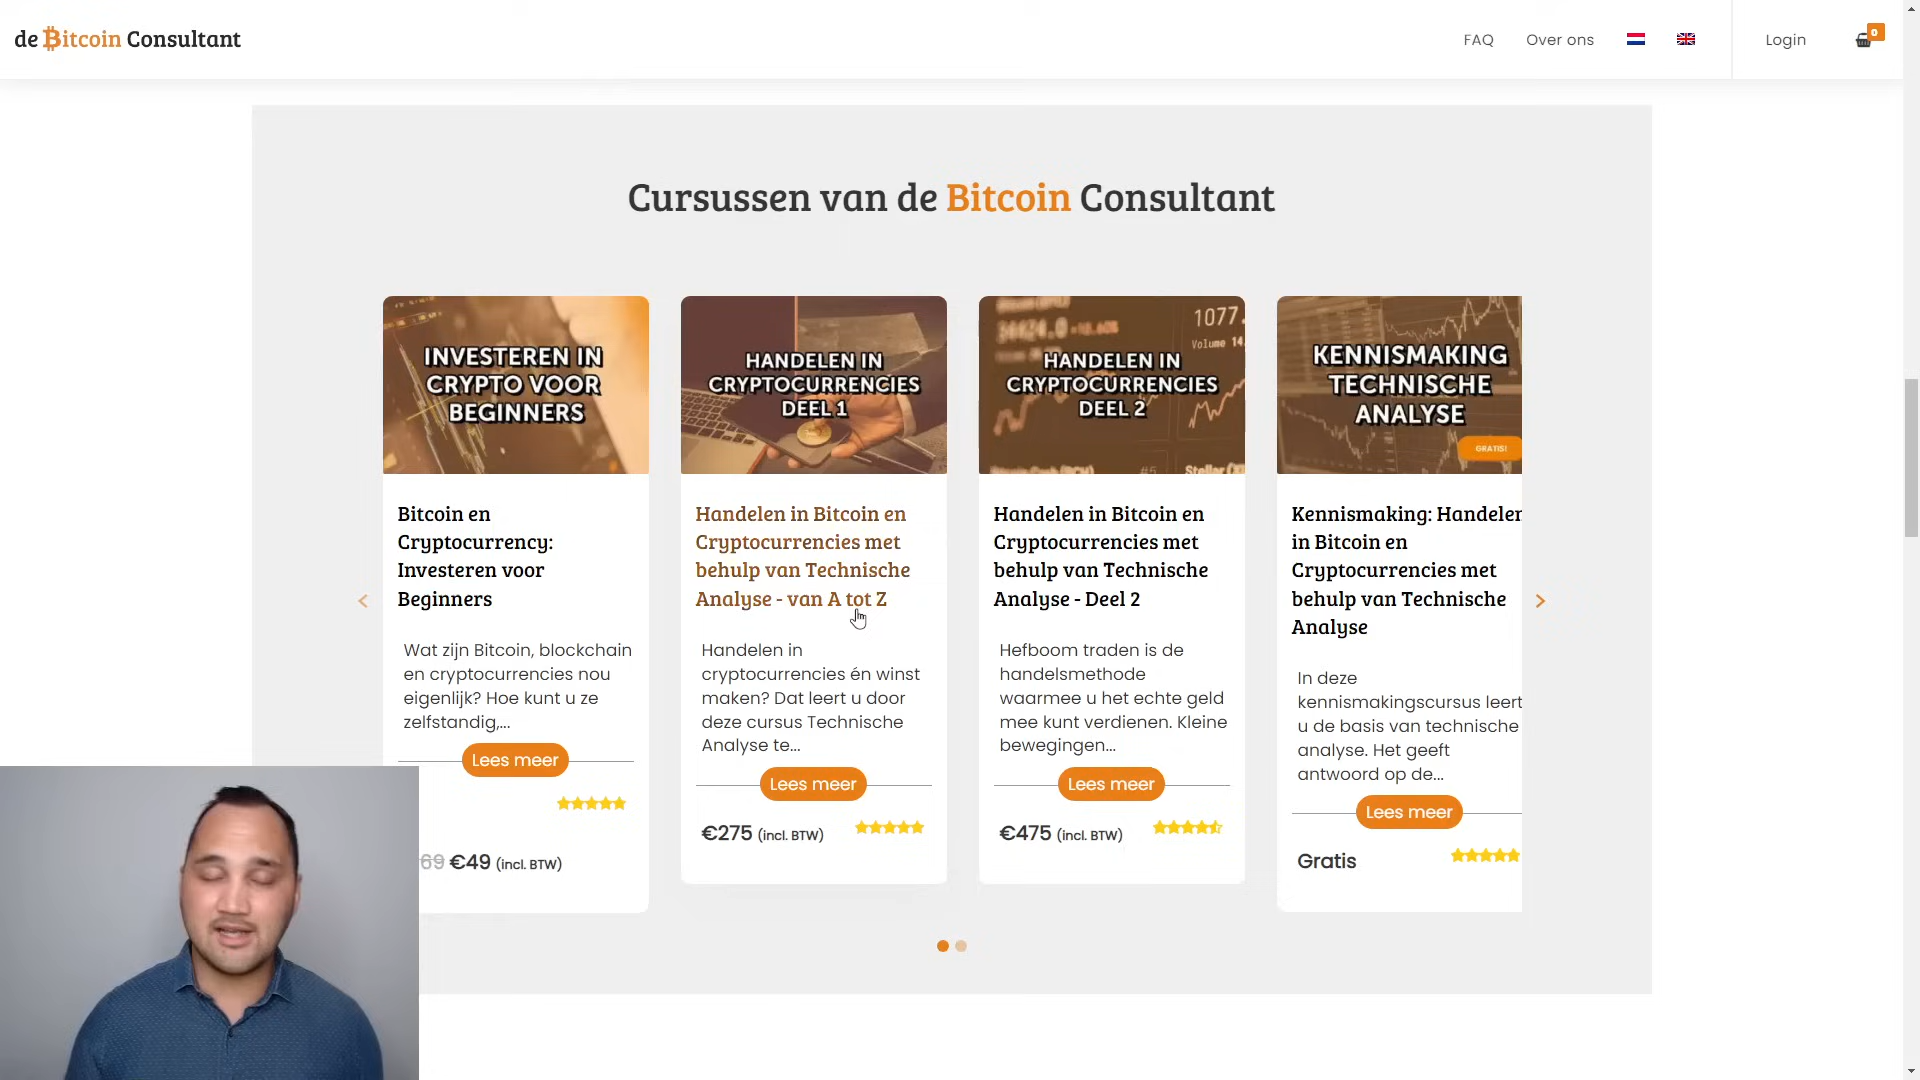 de Bitcoin Consultant
FAQ
Over ons
Login
0
Cursussen van de Bitcoin Consultant
INVESTEREN IN
CRYPTO VOOR
BEGINNERS
Bitcoin en
Cryptocurrency:
Investeren voor
Beginners
Wat zijn Bitcoin, blockchain
en cryptocurrencies nou
eigenlijk? Hoe kunt u ze
zelfstandig,...
Lees meer
69 €49 (incl. BTW)
HANDELEN IN
CRYPTOCURRENCIES
DEEL 1
Handelen in Bitcoin en
Cryptocurrencies met
behulp van Technische
Analyse - van A tot Z
Handelen in
cryptocurrencies én winst
maken? Dat leert u door
deze cursus Technische
Analyse te...
Lees meer
€275 (incl. BTW)
1077.
Volume 14.
HANDELEN IN
CRYPTOCURRENCIES
DEEL 2
Handelen in Bitcoin en
Cryptocurrencies met
behulp van Technische
Analyse - Deel 2
Hefboom traden is de
handelsmethode
waarmee u het echte geld
mee kunt verdienen. Kleine
bewegingen...
Lees meer
€475 (incl. BTW)
KENNISMAKING
TECHNISCHE
ANALYSE
GRATIS!
Kennismaking: Handelen
in Bitcoin en
Cryptocurrencies met
behulp van Technische
Analyse
In deze
kennismakingscursus leert
u de basis van technische
analyse. Het geeft
antwoord op de...
Lees meer
Gratis